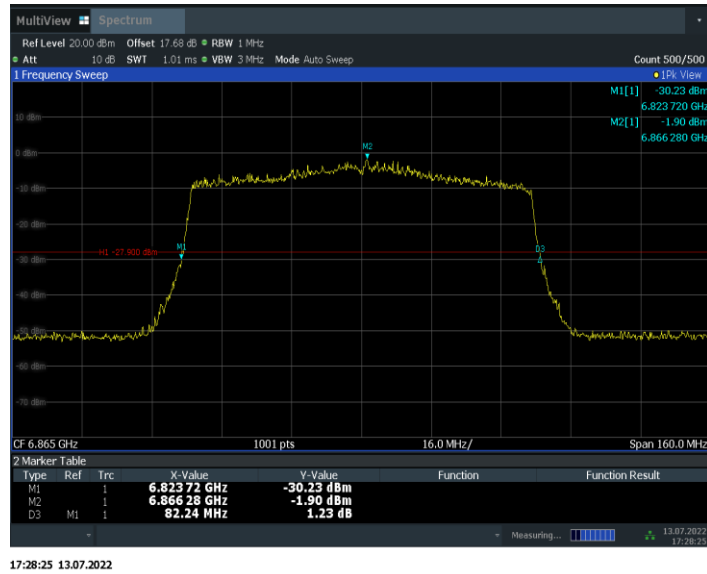 MultiView Spectrum
Ref Level 20.00 dBm Offset 17.68 dB RBW 1 MHz
Att 10 dB SWT 1.01 ms VBW 3 MHz Mode Auto Sweep Count 500/500
1 Frequency Sweep 1Pk View
M1[1] -30.23 dBm
6.823 720 GHz
M2[1] -1.90 dBm
6.866 280 GHz
10 dBm
M2
0 dBm
-10 dBm
-20 dBm
M1
D3
H1 -27.900 dBm
-30 dBm
-40 dBm
-50 dBm
-60 dBm
-70 dBm
CF 6.865 GHz 1001 pts 16.0 MHz/ Span 160.0 MHz
2 Marker Table
Type Ref Trc X-Value Y-Value Function Function Result
M1 1 6.823 72 GHz -30.23 dBm
M2 1 6.866 28 GHz -1.90 dBm
D3 M1 1 82.24 MHz 1.23 dB
Measuring... 13.07.2022
17:28:25
17:28:25 13.07.2022